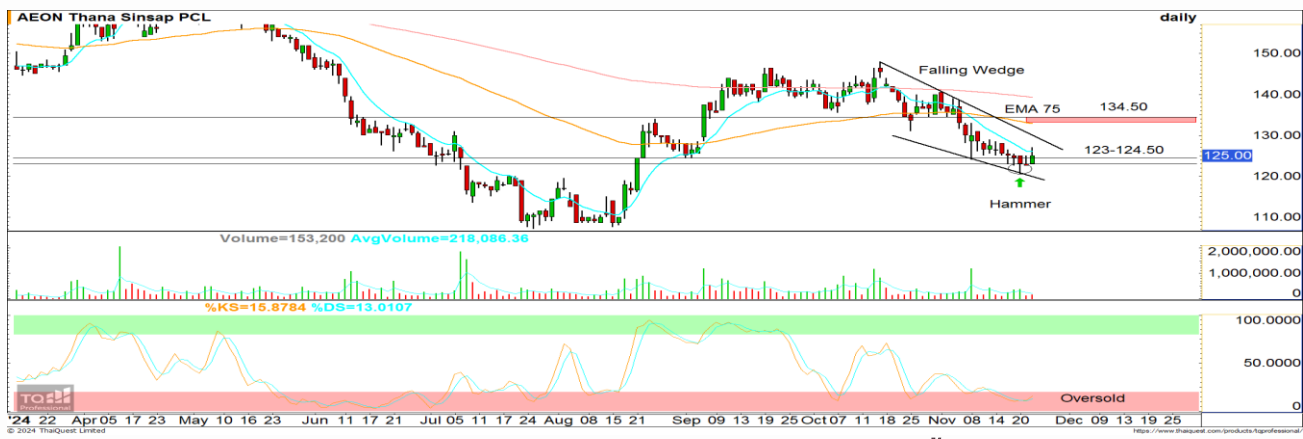 AEON Thana Sinsap PCL daily
150.00
Falling Wedge
140.00
EMA 75 134.50
130.00
123-124.50
125.00
120.00
Hammer
110.00
Volume=153,200 AvgVolume=218,086.36
2,000,000.00
1,000,000.00
0
%KS=15.8784 %DS=13.0107
100.0000
50.0000
TQ
Professional
Oversold
0
'24 22 Apr05 17 23 May 10 16 23 Jun 11 17 21 Jul 05 11 17 24 Aug 08 15 21 Sep 09 13 19 25 Oct07 11 18 25 Nov 08 14 20 Dec 09 13 19 25
© 2024 ThaiQuest Limited https://www.thaiquest.com/products/tqprofessional/